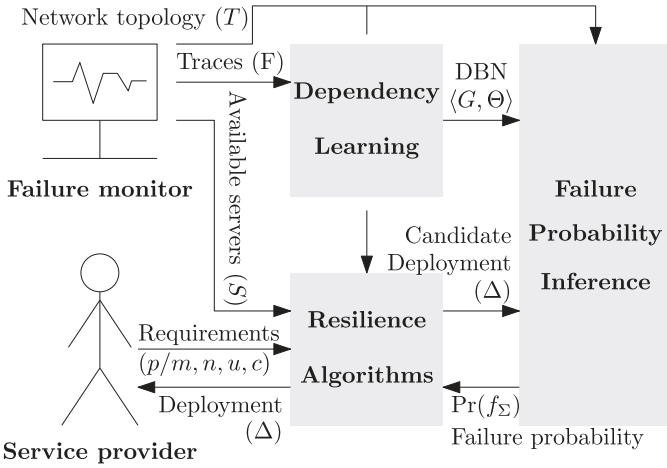 Network topology (T)
Traces (F)
Available servers (S)
Failure monitor
Dependency
Learning
DBN
⟨G, Θ⟩
Failure
Probability
Inference
Candidate
Deployment
(Δ)
Resilience
Algorithms
Requirements
(p/m, n, u, c)
Deployment
(Δ)
Service provider
Pr(f_Σ)
Failure probability